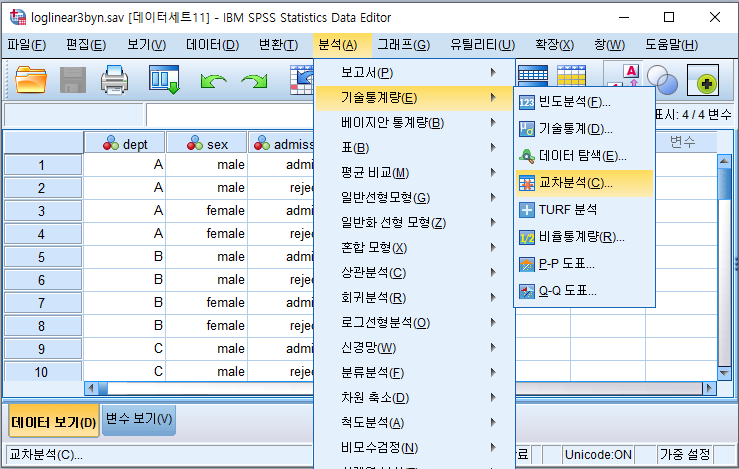 loglinear3byn.sav [데이터세트11] - IBM SPSS Statistics Data Editor
파일(F) 편집(E) 보기(V) 데이터(D) 변환(T) 분석(A) 그래프(G) 유틸리티(U) 확장(X) 창(W) 도움말(H)
보고서(P)
기술통계량(E)
베이지안 통계량(B)
표(B)
평균 비교(M)
일반선형모형(G)
일반화 선형 모형(Z)
혼합 모형(X)
상관분석(C)
회귀분석(R)
로그선형분석(O)
신경망(W)
분류분석(F)
차원 축소(D)
척도분석(A)
비모수검정(N)
123 빈도분석(F)...
기술통계(D)...
데이터 탐색(E)...
교차분석(C)...
TURF 분석
1/2 비율통계량(R)...
P-P 도표...
Q-Q 도표...
표시: 4 / 4 변수
dept sex admiss 변수
1 A male admi
2 A male rejec
3 A female admi
4 A female rejec
5 B male admi
6 B male rejec
7 B female admi
8 B female rejec
9 C male admi
10 C male rejec
데이터 보기(D) 변수 보기(V)
교차분석(C)... Unicode:ON 가중 설정